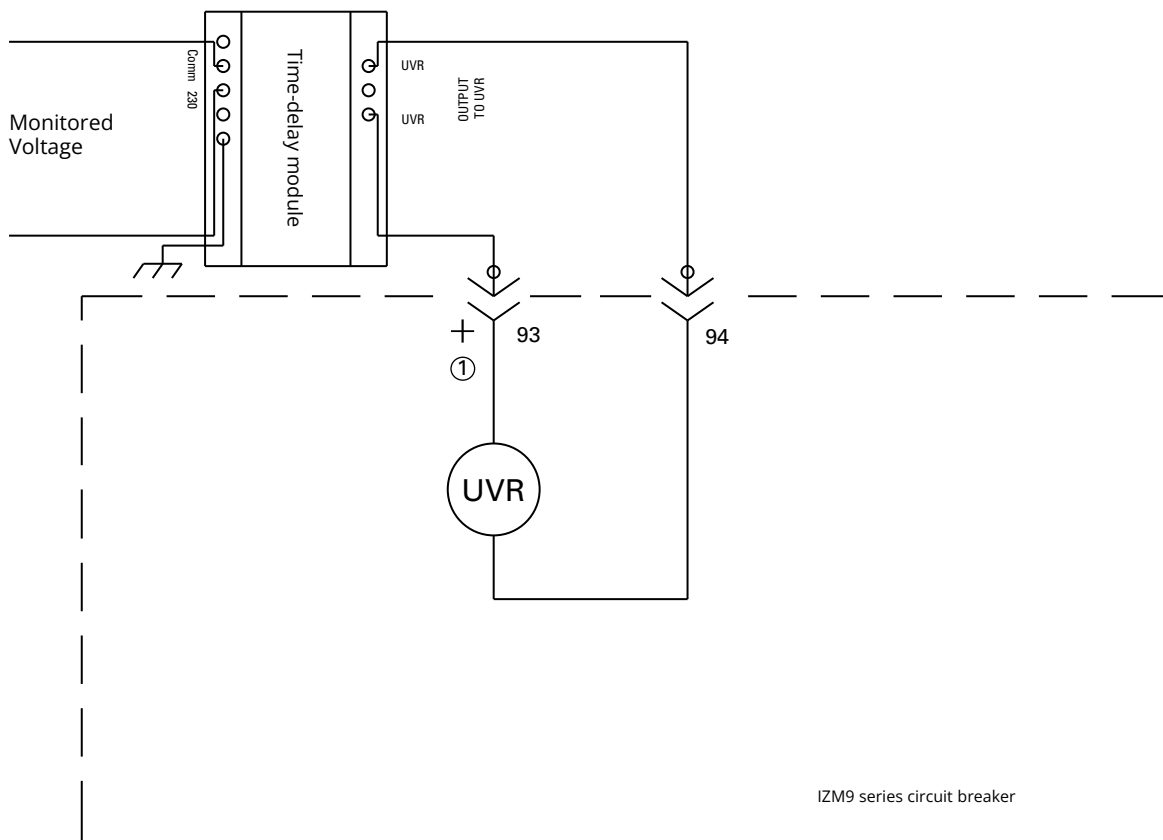 Monitored
Voltage
Comm 230
Time-delay module
UVR
UVR
OUTPUT
TO UVR
+ 93
①
94
UVR
IZM9 series circuit breaker